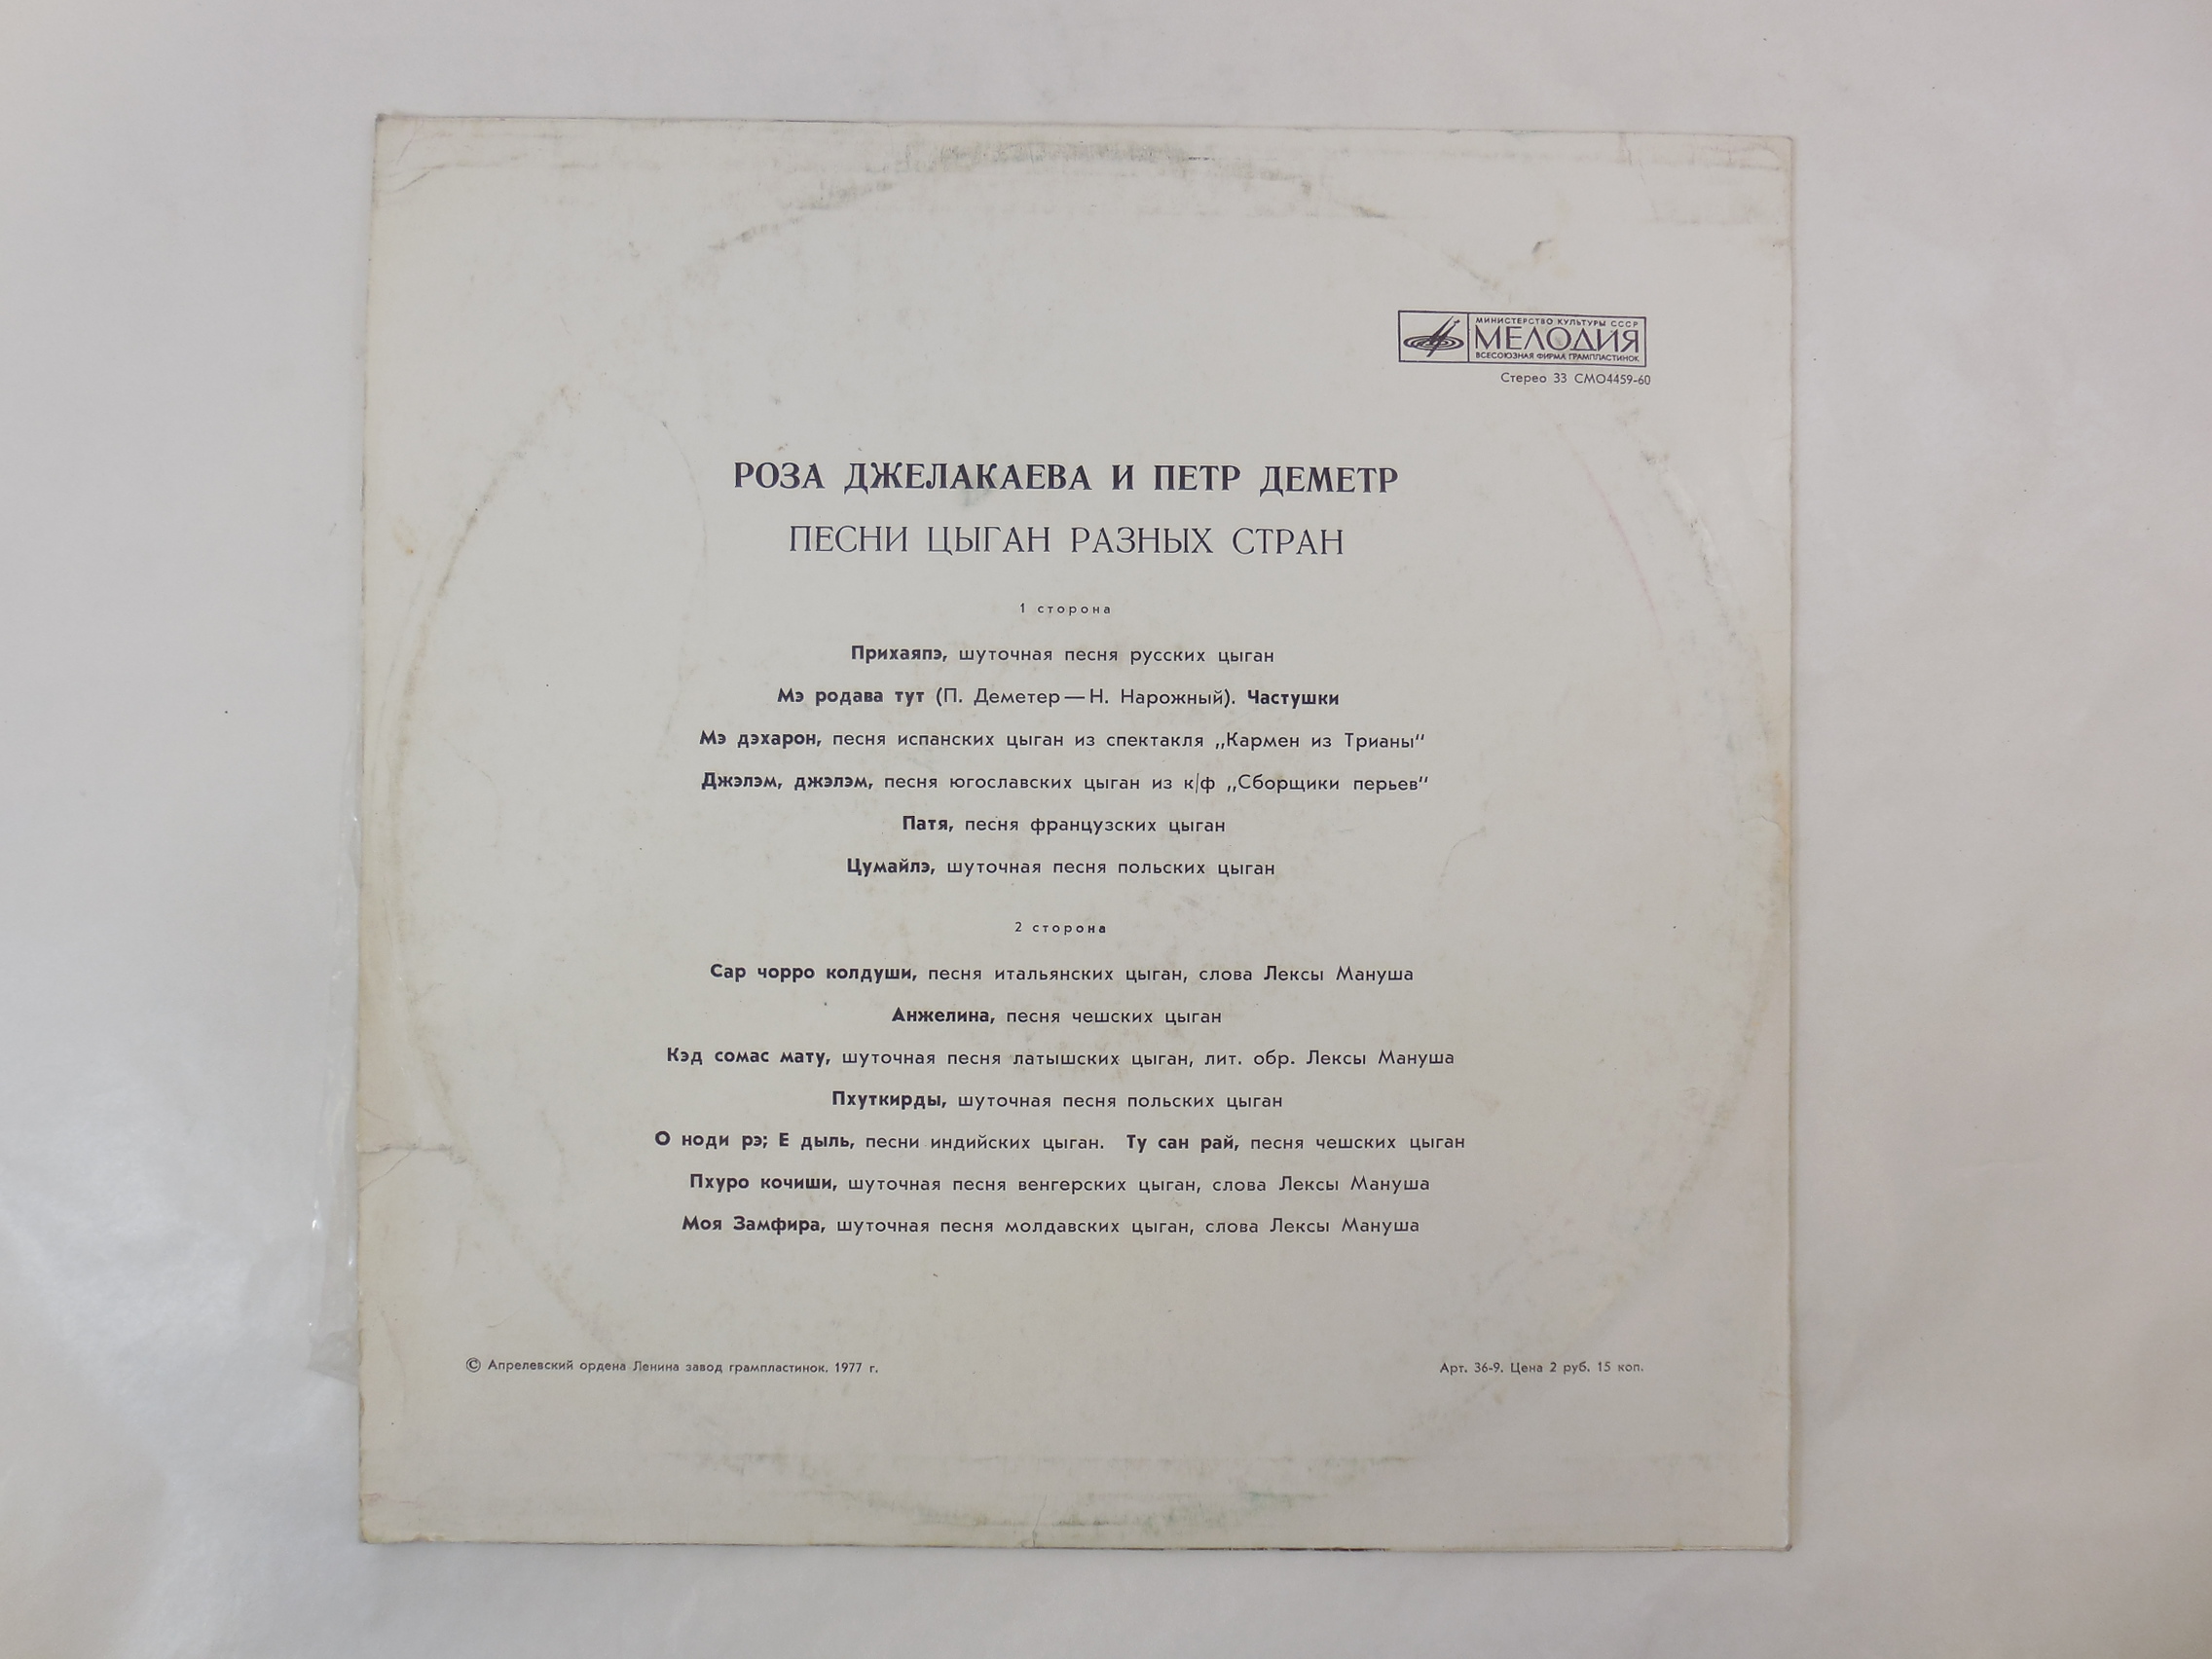 МИНИСТЕРСТВО КУЛЬТУРЫ СССР
МЕЛОДИЯ
ВСЕСОЮЗНАЯ ФИРМА ГРАМПЛАСТИНОК
Стерео 33 СМО4459-60
РОЗА ДЖЕЛАКАЕВА И ПЕТР ДЕМЕТР
ПЕСНИ ЦЫГАН РАЗНЫХ СТРАН
1 сторона
Прихаяпэ, шуточная песня русских цыган
Мэ родава тут (П. Деметер — Н. Нарожный). Частушки
Мэ дэхарон, песня испанских цыган из спектакля „Кармен из Трианы“
Джэлэм, джэлэм, песня югославских цыган из к/ф „Сборщики перьев“
Патя, песня французских цыган
Цумайлэ, шуточная песня польских цыган
2 сторона
Сар чорро колдуши, песня итальянских цыган, слова Лексы Мануша
Анжелина, песня чешских цыган
Кэд сомас мату, шуточная песня латышских цыган, лит. обр. Лексы Мануша
Пхуткирды, шуточная песня польских цыган
О ноди рэ; Е дыль, песни индийских цыган. Ту сан рай, песня чешских цыган
Пхуро кочиши, шуточная песня венгерских цыган, слова Лексы Мануша
Моя Замфира, шуточная песня молдавских цыган, слова Лексы Мануша
© Апрелевский ордена Ленина завод грампластинок. 1977 г.
Арт. 36-9. Цена 2 руб. 15 коп.